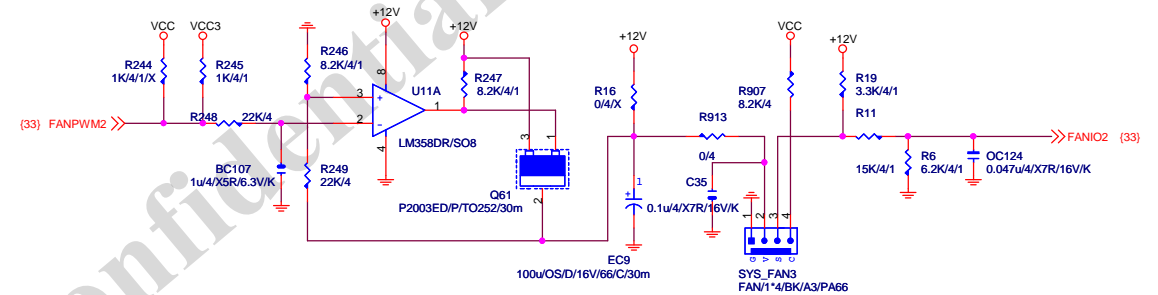 VCC
VCC3
+12V
+12V
R244
1K/4/1/X
R245
1K/4/1
R246
8.2K/4/1
R247
8.2K/4/1
8
3
+
2
-
1
4
U11A
LM358DR/SO8
{33} FANPWM2
R248
22K/4
BC107
1u/4/X5R/6.3V/K
R249
22K/4
3
1
2
Q61
P2003ED/P/TO252/30m
+12V
R16
0/4/X
R913
0/4
1
+
EC9
100u/OS/D/16V/66/C/30m
C35
0.1u/4/X7R/16V/K
VCC
R907
8.2K/4
+12V
R19
3.3K/4/1
R11
15K/4/1
R6
6.2K/4/1
OC124
0.047u/4/X7R/16V/K
FANIO2 {33}
1
2
3
4
G
V
S
C
SYS_FAN3
FAN/1*4/BK/A3/PA66
Confidential